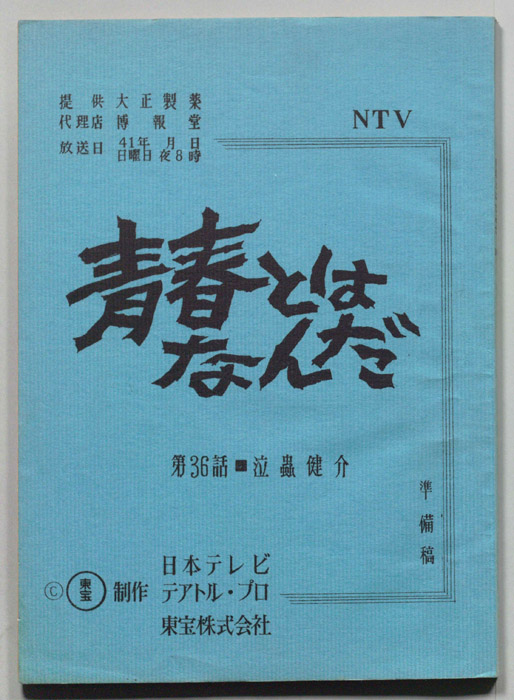 提供 大正製薬
代理店 博報堂
放送日 41年 月 日
日曜日 夜8時
NTV
青春とは
なんだ
第36話■泣蟲健介
準備稿
日本テレビ
©東宝 制作 テアトル・プロ
東宝株式会社